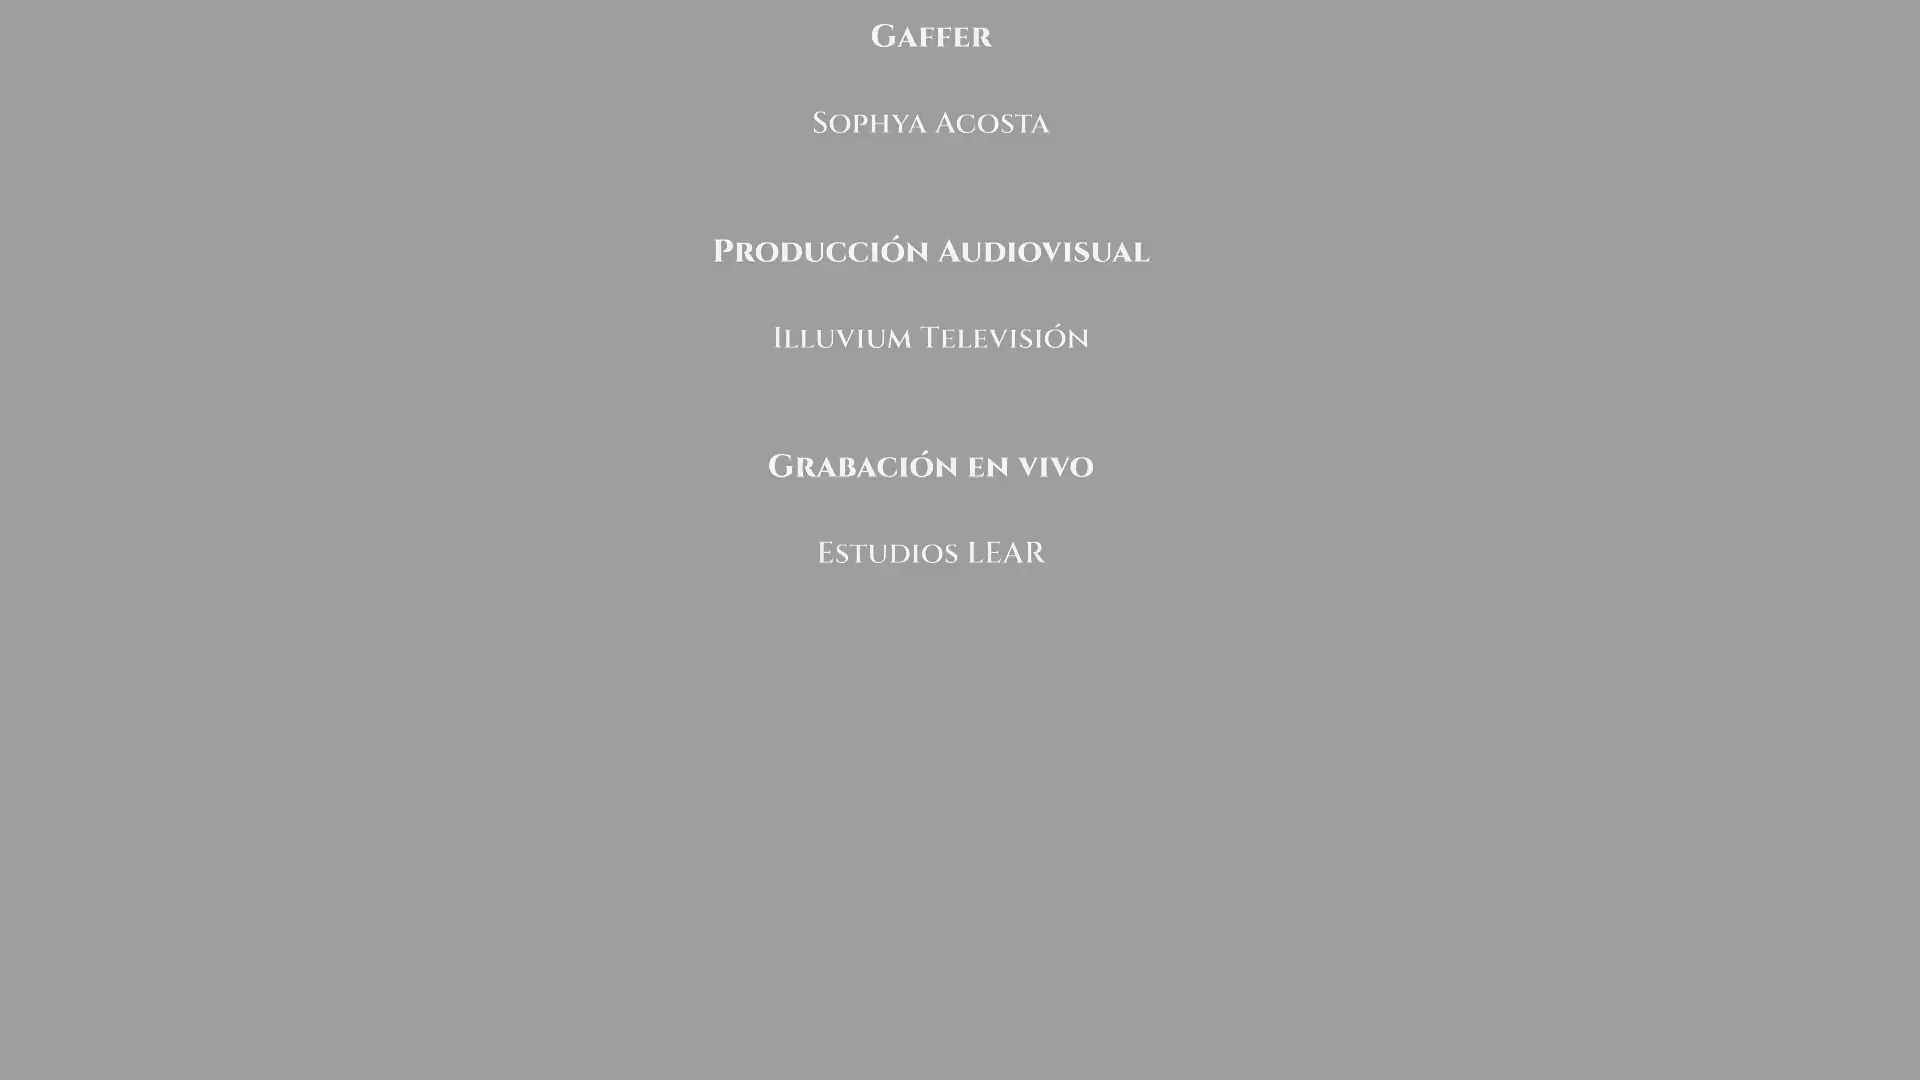 Gaffer
Sophya Acosta
Producción Audiovisual
Illuvium Televisión
Grabación en vivo
Estudios LEAR